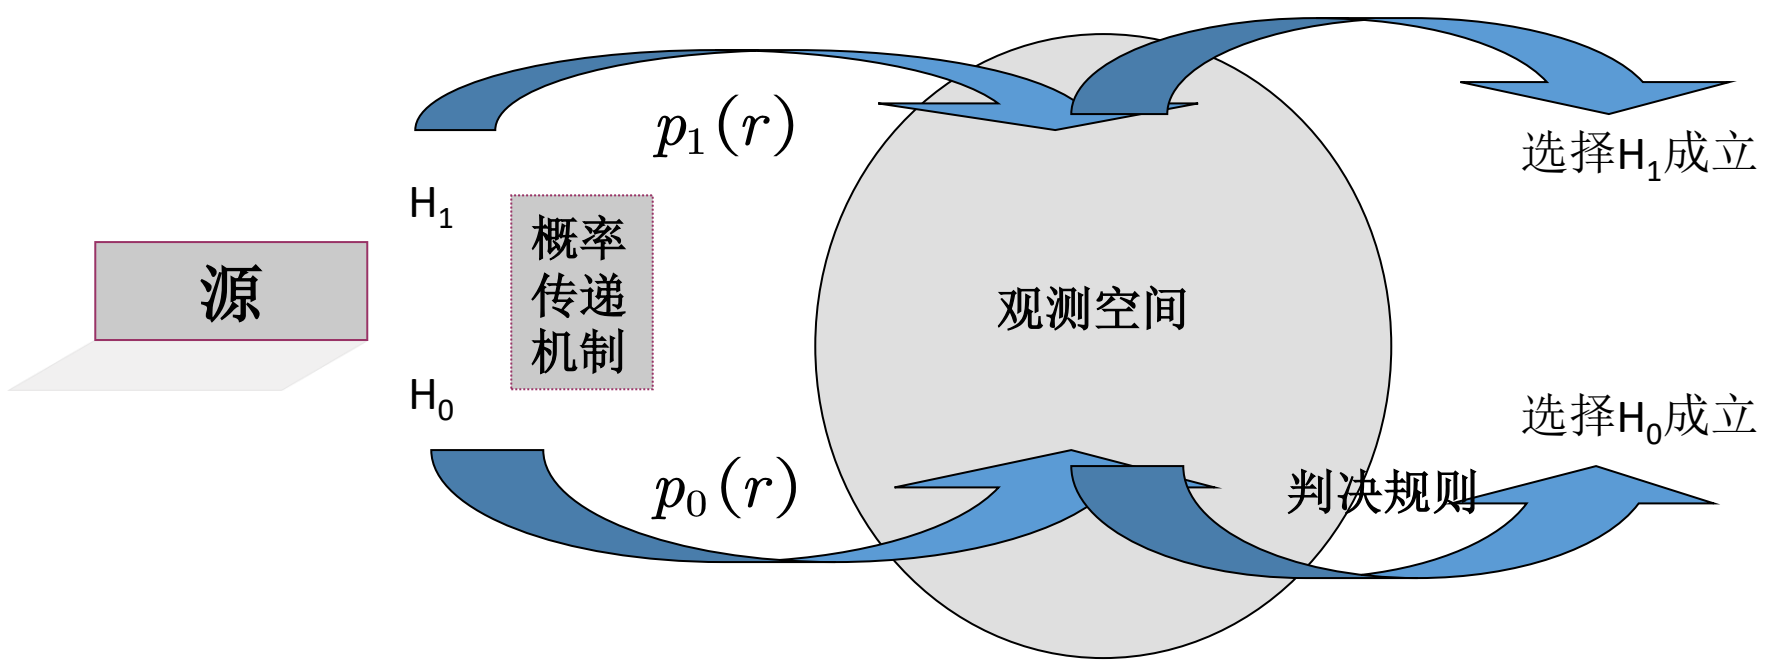 p₁(r)
选择H₁成立
H₁
概率
传递
机制
源
观测空间
H₀
选择H₀成立
p₀(r)
判决规则